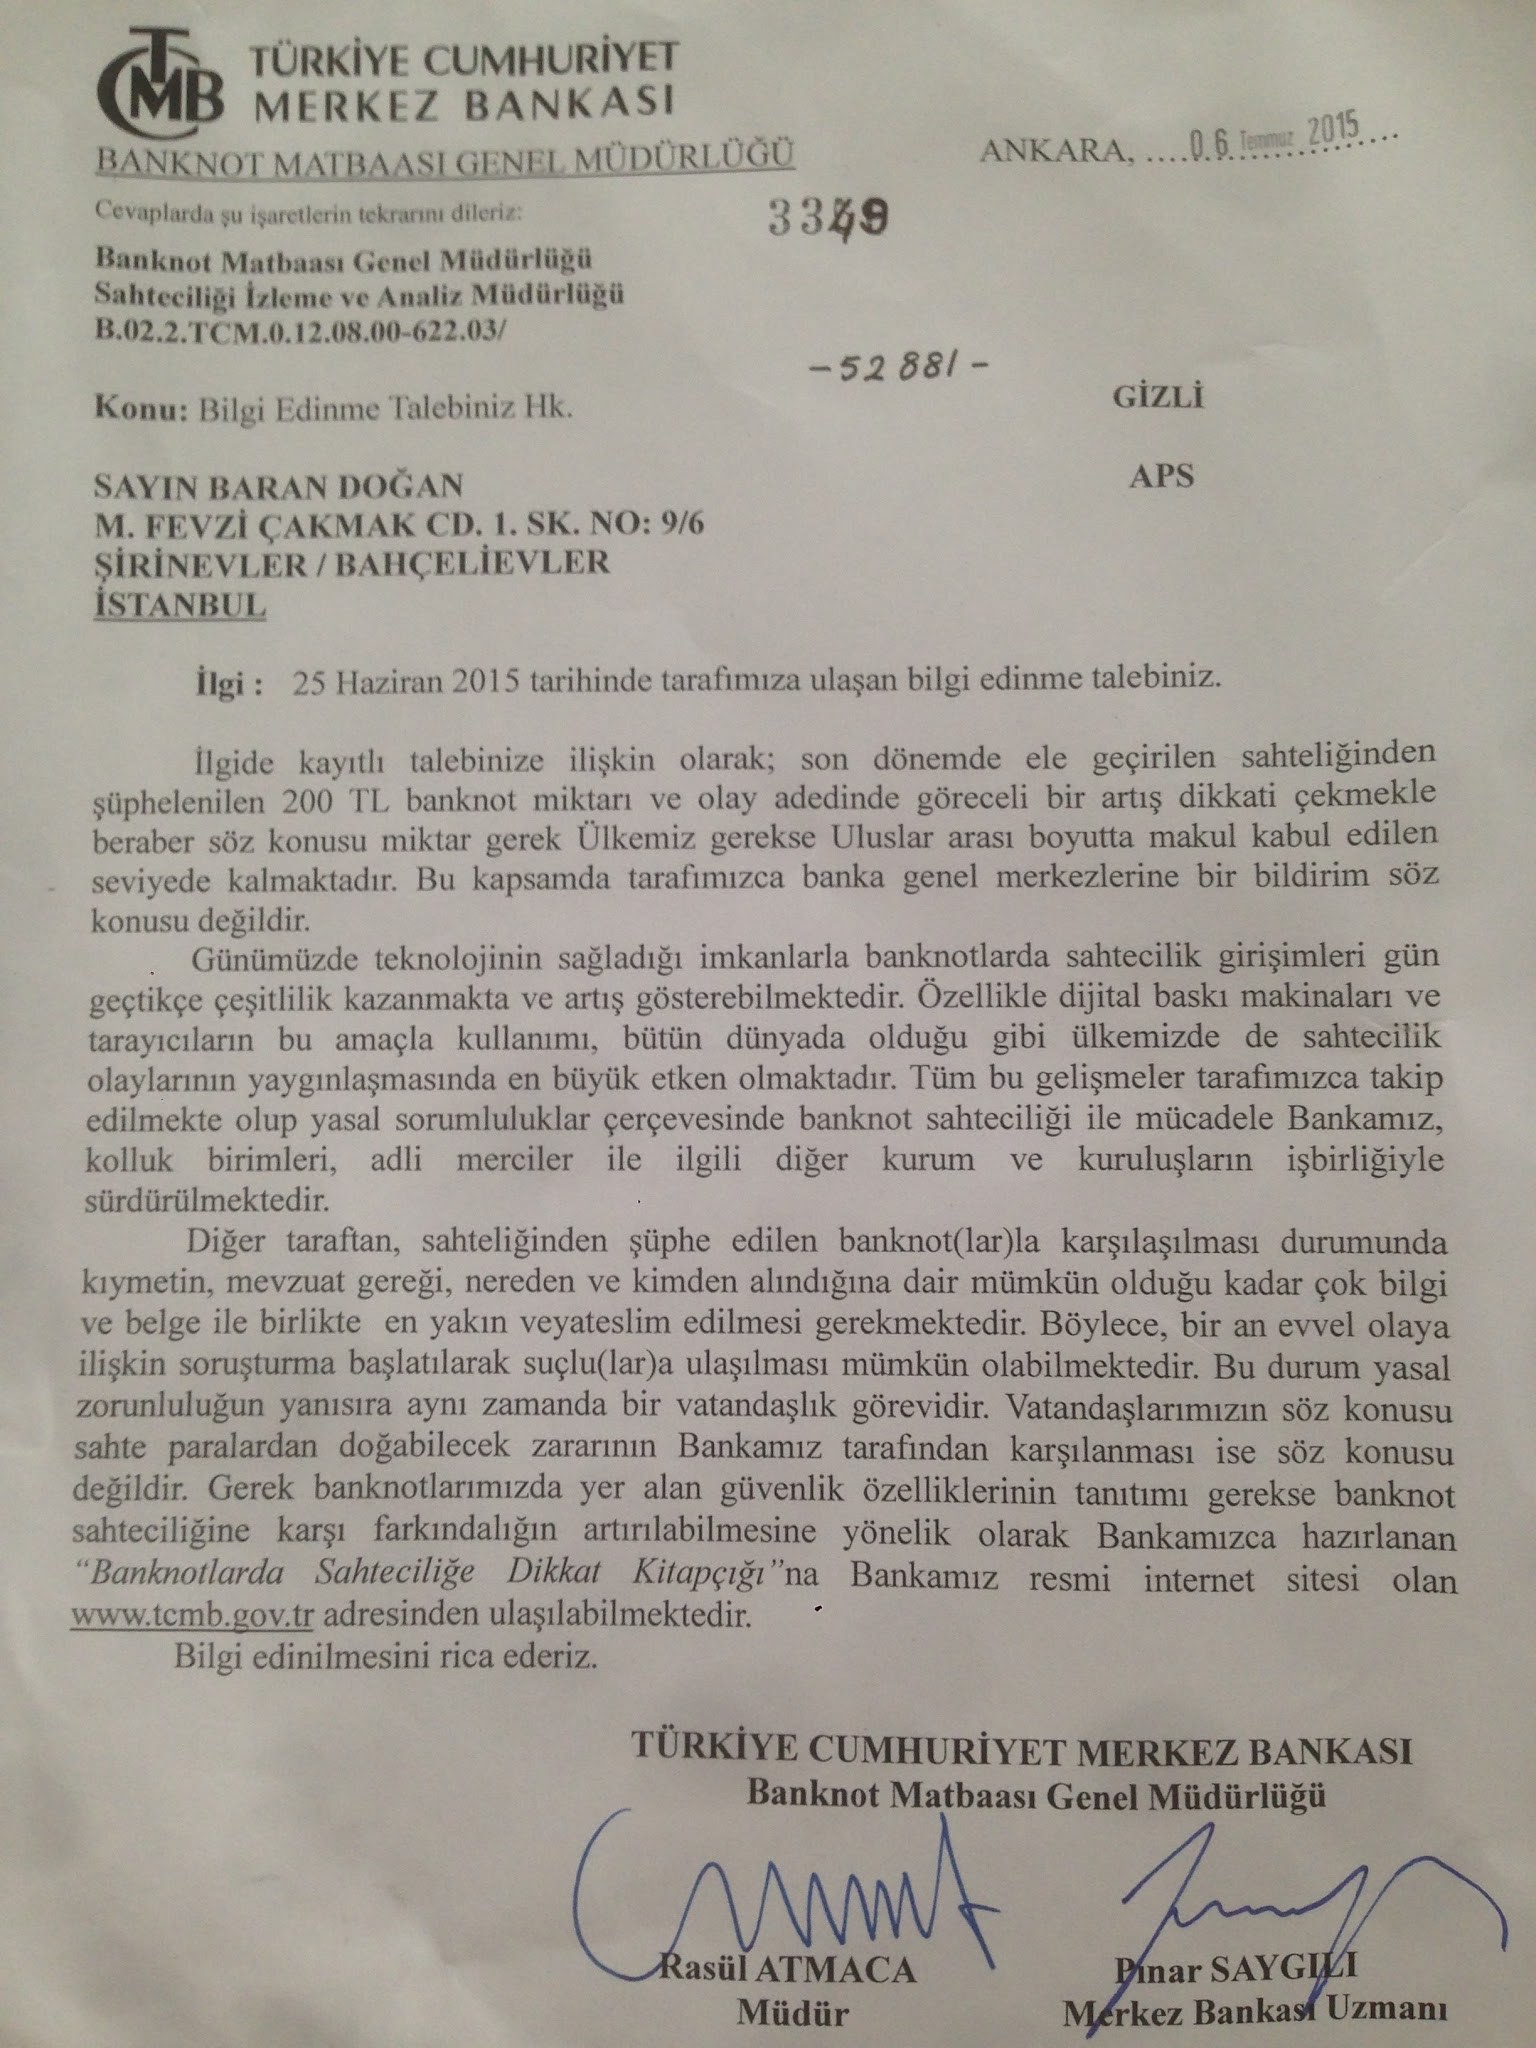 TCMB
TÜRKİYE CUMHURİYET
MERKEZ BANKASI
BANKNOT MATBAASI GENEL MÜDÜRLÜĞÜ
ANKARA, ....06 Temmuz 2015...
Cevaplarda şu işaretlerin tekrarını dileriz:
Banknot Matbaası Genel Müdürlüğü
Sahteciliği İzleme ve Analiz Müdürlüğü
B.02.2.TCM.0.12.08.00-622.03/
-52881-
GİZLİ
Konu: Bilgi Edinme Talebiniz Hk.
APS
SAYIN BARAN DOĞAN
M. FEVZİ ÇAKMAK CD. 1. SK. NO: 9/6
ŞİRİNEVLER / BAHÇELİEVLER
İSTANBUL
İlgi : 25 Haziran 2015 tarihinde tarafımıza ulaşan bilgi edinme talebiniz.
İlgide kayıtlı talebinize ilişkin olarak; son dönemde ele geçirilen sahteliğinden
şüphelenilen 200 TL banknot miktarı ve olay adedinde göreceli bir artış dikkati çekmekle
beraber söz konusu miktar gerek Ülkemiz gerekse Uluslar arası boyutta makul kabul edilen
seviyede kalmaktadır. Bu kapsamda tarafımızca banka genel merkezlerine bir bildirim söz
konusu değildir.
Günümüzde teknolojinin sağladığı imkanlarla banknotlarda sahtecilik girişimleri gün
geçtikçe çeşitlilik kazanmakta ve artış gösterebilmektedir. Özellikle dijital baskı makinaları ve
tarayıcıların bu amaçla kullanımı, bütün dünyada olduğu gibi ülkemizde de sahtecilik
olaylarının yaygınlaşmasında en büyük etken olmaktadır. Tüm bu gelişmeler tarafımızca takip
edilmekte olup yasal sorumluluklar çerçevesinde banknot sahteciliği ile mücadele Bankamız,
kolluk birimleri, adli merciler ile ilgili diğer kurum ve kuruluşların işbirliğiyle
sürdürülmektedir.
Diğer taraftan, sahteliğinden şüphe edilen banknot(lar)la karşılaşılması durumunda
kıymetin, mevzuat gereği, nereden ve kimden alındığına dair mümkün olduğu kadar çok bilgi
ve belge ile birlikte en yakın veyateslim edilmesi gerekmektedir. Böylece, bir an evvel olaya
ilişkin soruşturma başlatılarak suçlu(lar)a ulaşılması mümkün olabilmektedir. Bu durum yasal
zorunluluğun yanısıra aynı zamanda bir vatandaşlık görevidir. Vatandaşlarımızın söz konusu
sahte paralardan doğabilecek zararının Bankamız tarafından karşılanması ise söz konusu
değildir. Gerek banknotlarımızda yer alan güvenlik özelliklerinin tanıtımı gerekse banknot
sahteciliğine karşı farkındalığın artırılabilmesine yönelik olarak Bankamızca hazırlanan
“Banknotlarda Sahteciliğe Dikkat Kitapçığı”na Bankamız resmi internet sitesi olan
www.tcmb.gov.tr adresinden ulaşılabilmektedir.
Bilgi edinilmesini rica ederiz.
TÜRKİYE CUMHURİYET MERKEZ BANKASI
Banknot Matbaası Genel Müdürlüğü
Rasül ATMACA
Pınar SAYGILI
Müdür
Merkez Bankası Uzmanı